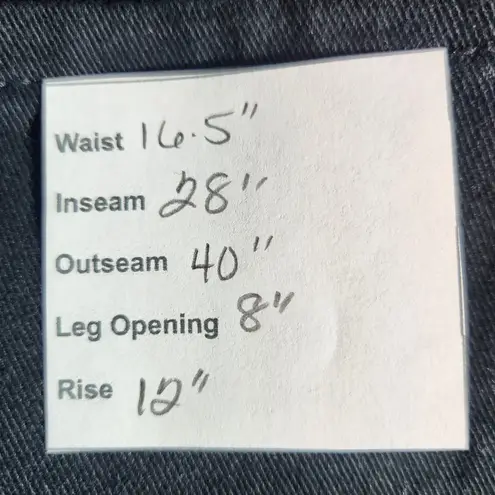 Waist 16.5"
Inseam 28"
Outseam 40"
Leg Opening 8"
Rise 12"